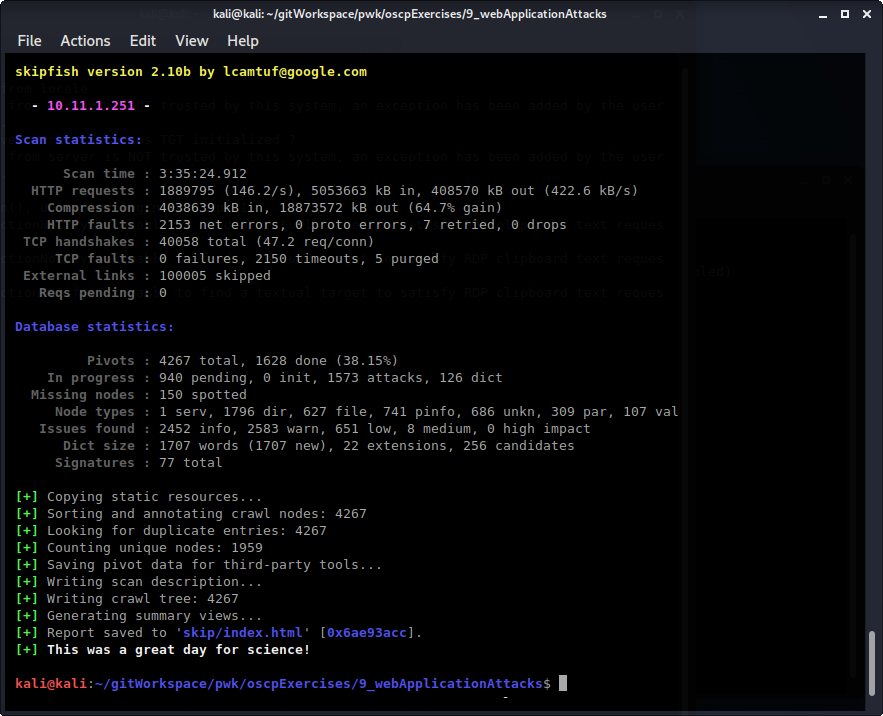 kali@kali: ~/gitWorkspace/pwk/oscpExercises/9_webApplicationAttacks
File Actions Edit View Help
skipfish version 2.10b by lcamtuf@google.com
- 10.11.1.251 -
Scan statistics:
Scan time : 3:35:24.912
HTTP requests : 1889795 (146.2/s), 5053663 kB in, 408570 kB out (422.6 kB/s)
Compression : 4038639 kB in, 18873572 kB out (64.7% gain)
HTTP faults : 2153 net errors, 0 proto errors, 7 retried, 0 drops
TCP handshakes : 40058 total (47.2 req/conn)
TCP faults : 0 failures, 2150 timeouts, 5 purged
External links : 100005 skipped
Reqs pending : 0
Database statistics:
Pivots : 4267 total, 1628 done (38.15%)
In progress : 940 pending, 0 init, 1573 attacks, 126 dict
Missing nodes : 150 spotted
Node types : 1 serv, 1796 dir, 627 file, 741 pinfo, 686 unkn, 309 par, 107 val
Issues found : 2452 info, 2583 warn, 651 low, 8 medium, 0 high impact
Dict size : 1707 words (1707 new), 22 extensions, 256 candidates
Signatures : 77 total
[+] Copying static resources...
[+] Sorting and annotating crawl nodes: 4267
[+] Looking for duplicate entries: 4267
[+] Counting unique nodes: 1959
[+] Saving pivot data for third-party tools...
[+] Writing scan description...
[+] Writing crawl tree: 4267
[+] Generating summary views...
[+] Report saved to 'skip/index.html' [0x6ae93acc].
[+] This was a great day for science!
kali@kali:~/gitWorkspace/pwk/oscpExercises/9_webApplicationAttacks$